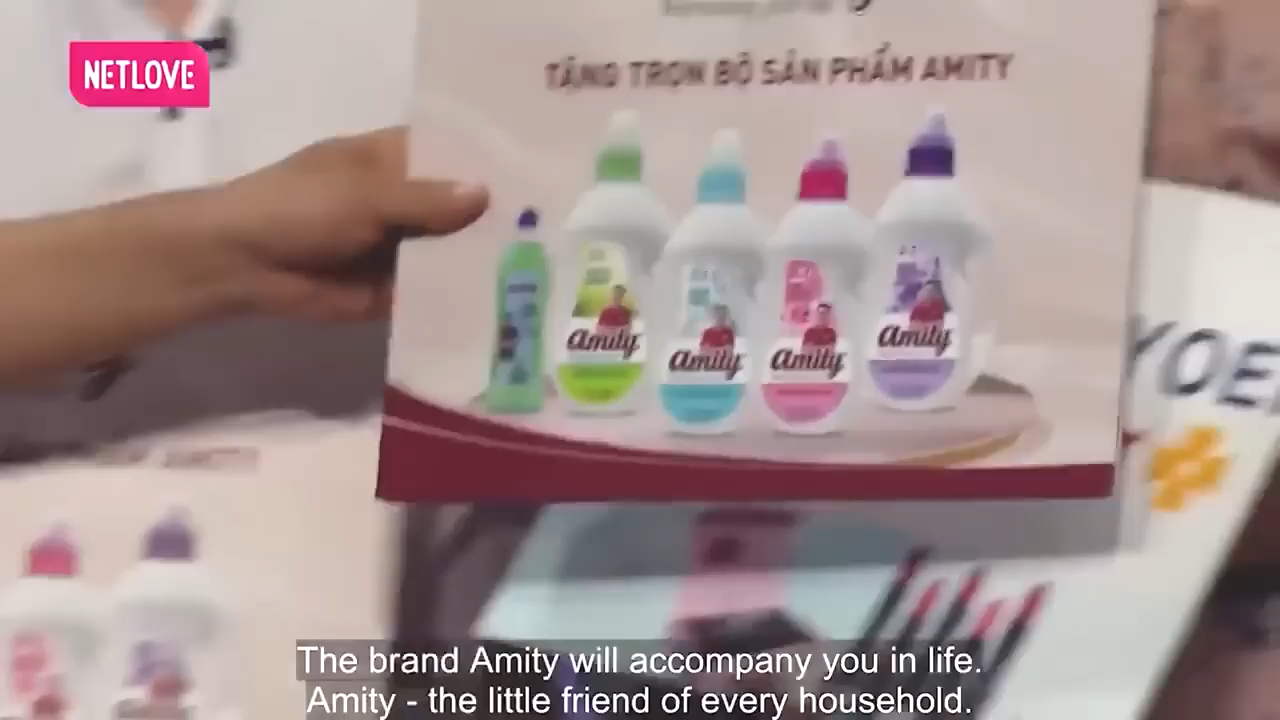 NETLOVE
TẶNG TRỌN BỘ SẢN PHẨM AMITY
amity
amity
amity
amity
YOE
The brand Amity will accompany you in life.
Amity - the little friend of every household.